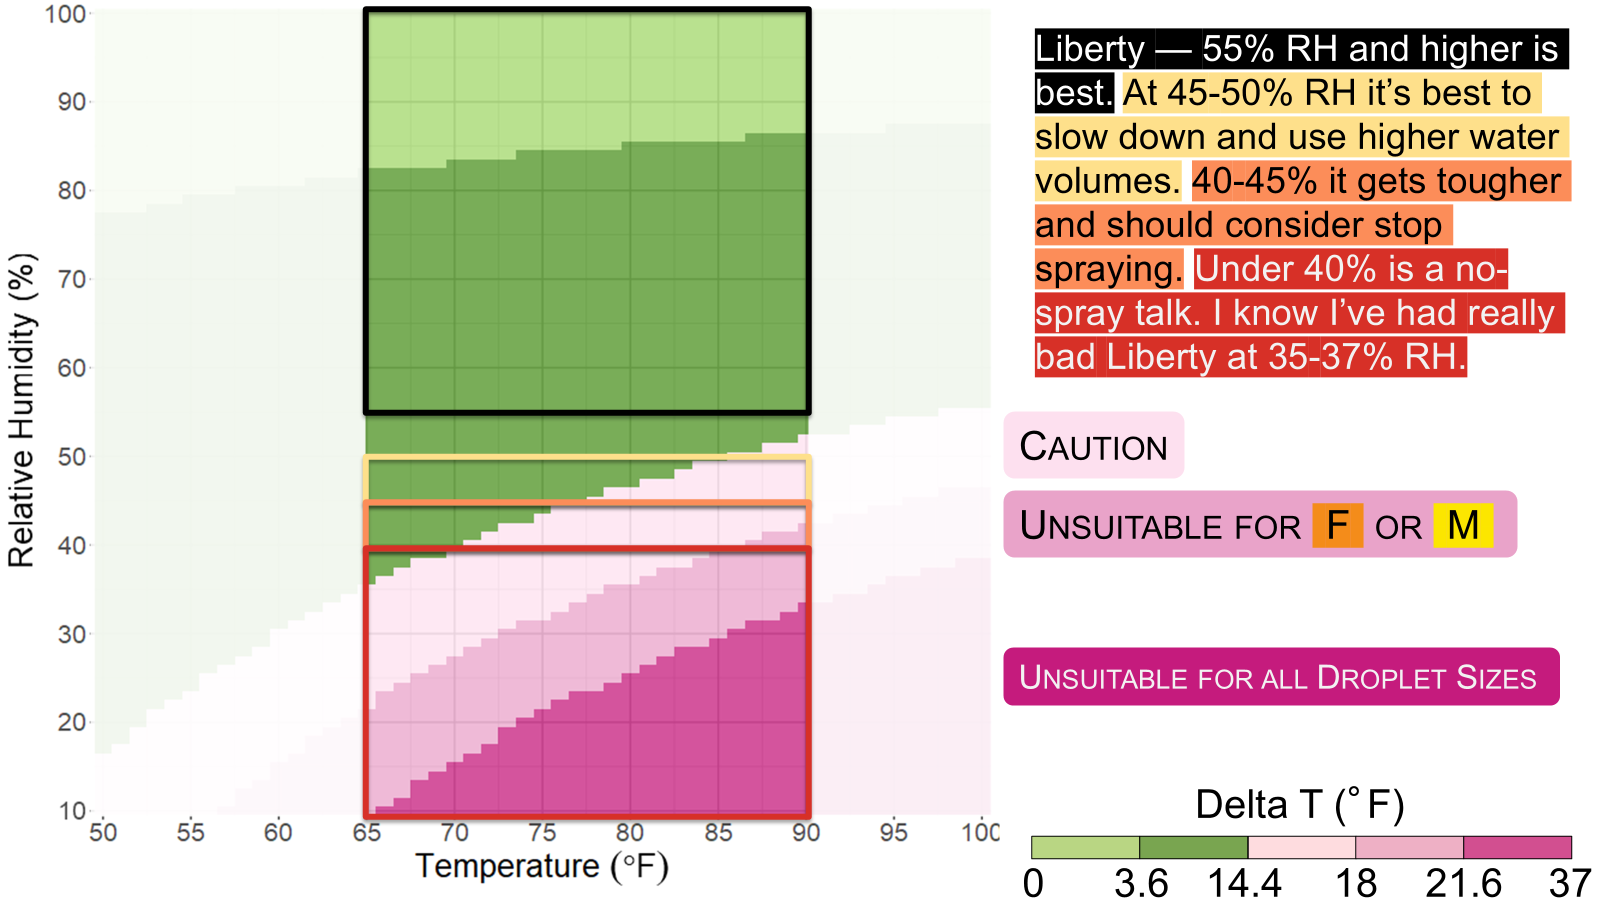 100
90
80
70
60
50
40
30
20
10
Relative Humidity (%)
50 55 60 65 70 75 80 85 90 95 100
Temperature (°F)
Liberty — 55% RH and higher is
best. At 45-50% RH it’s best to
slow down and use higher water
volumes. 40-45% it gets tougher
and should consider stop
spraying. Under 40% is a no-
spray talk. I know I’ve had really
bad Liberty at 35-37% RH.
CAUTION
UNSUITABLE FOR F OR M
UNSUITABLE FOR ALL DROPLET SIZES
Delta T (°F)
0 3.6 14.4 18 21.6 37